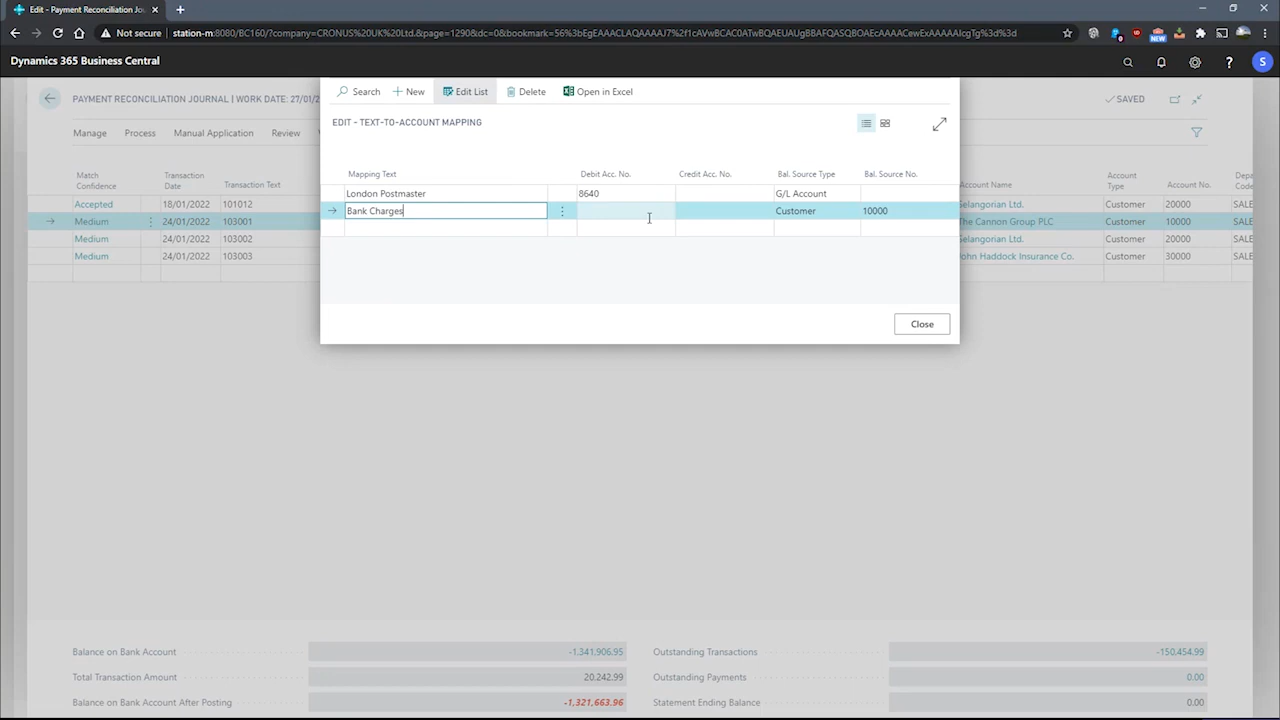 Edit - Payment Reconciliation Jou
Not secure | station-m:8080/BC160/?company=CRONUS%20UK%20Ltd.&page=1290&dc=0&bookmark=
NEW
Dynamics 365 Business Central
?
S
PAYMENT RECONCILIATION JOURNAL | WORK DATE: 27/01/2
SAVED
Manage Process Manual Application Review
Search + New Edit List Delete Open in Excel
EDIT - TEXT-TO-ACCOUNT MAPPING
Mapping Text Debit Acc. No. Credit Acc. No. Bal. Source Type Bal. Source No.
London Postmaster 8640 G/L Account
Bank Charges Customer 10000
Close
Match Confidence Transaction Date Transaction Text Account Name Account Type Account No. Depar Code
Accepted 18/01/2022 101012 Selangorian Ltd. Customer 20000 SALE
Medium 24/01/2022 103001 The Cannon Group PLC Customer 10000 SALE
Medium 24/01/2022 103002 Selangorian Ltd. Customer 20000 SALE
Medium 24/01/2022 103003 John Haddock Insurance Co. Customer 30000 SALE
Balance on Bank Account -1,341,906.95 Outstanding Transactions -150,454.99
Total Transaction Amount 20,242.99 Outstanding Payments 0.00
Balance on Bank Account After Posting -1,321,663.96 Statement Ending Balance 0.00